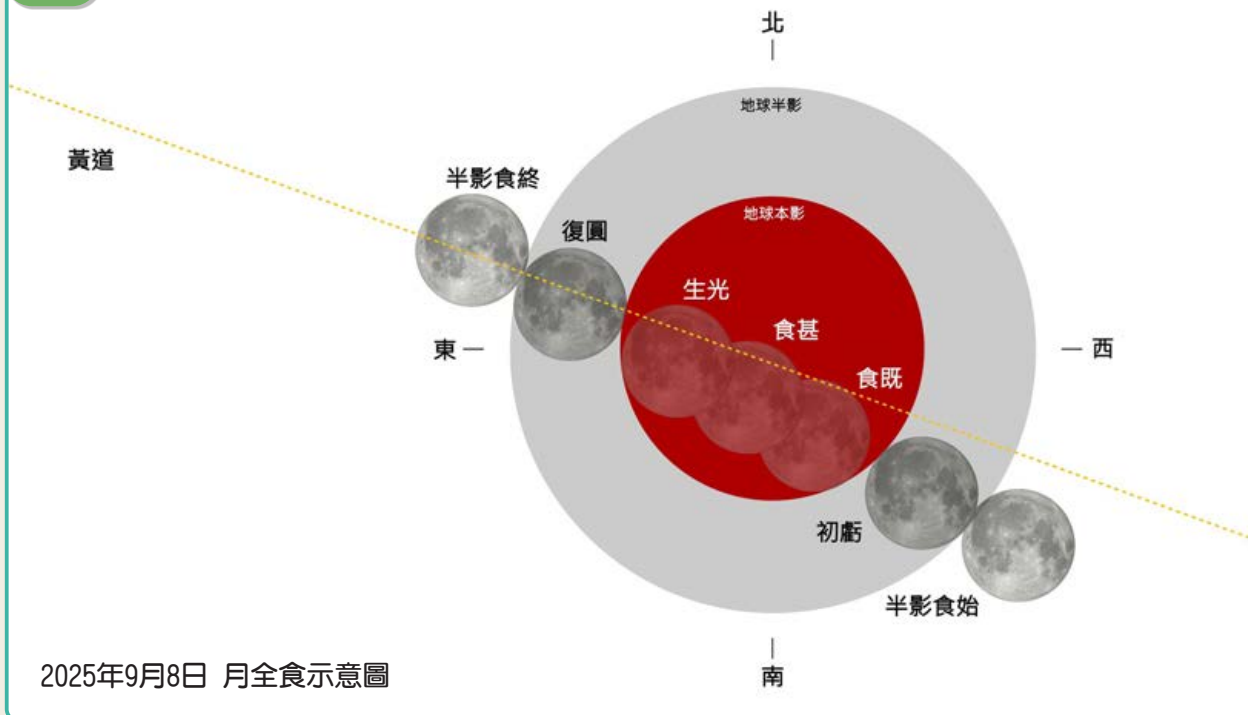 北
地球半影
黃道
半影食終
地球本影
復圓
生光
食甚
東
西
食既
初虧
半影食始
南
2025年9月8日 月全食示意圖